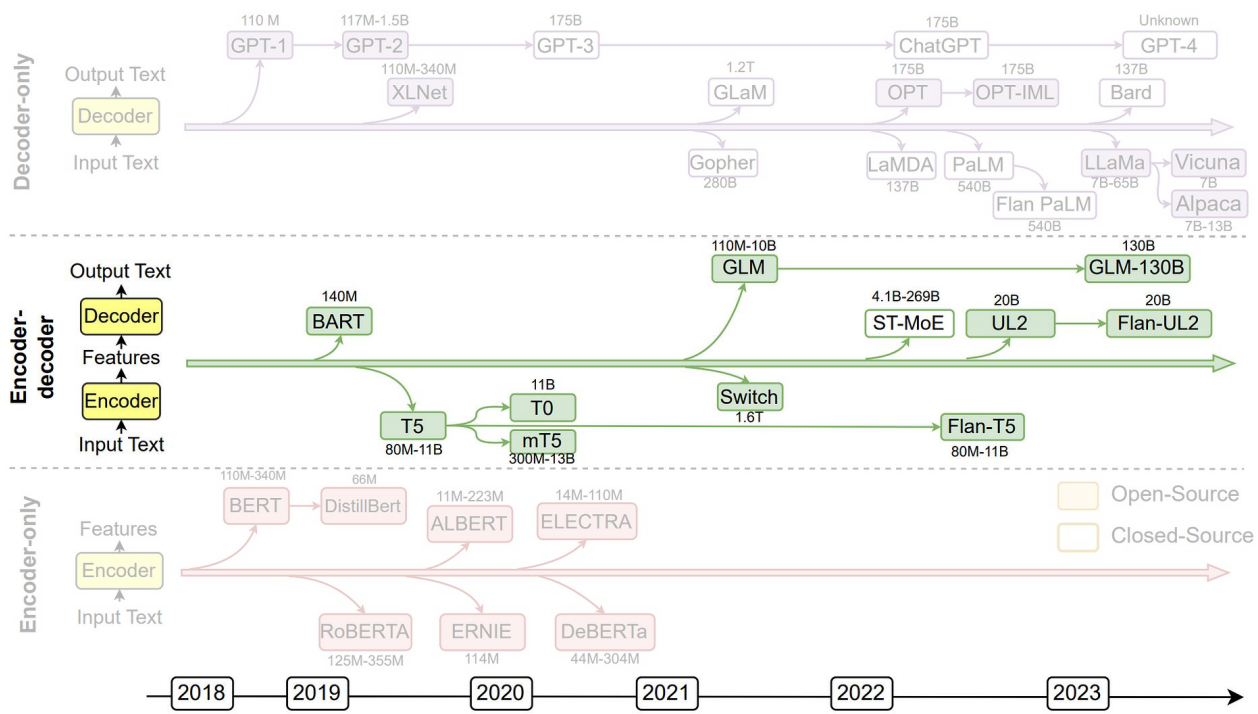 Decoder-only
Output Text
Decoder
Input Text
110 M
GPT-1
117M-1.5B
GPT-2
175B
GPT-3
175B
ChatGPT
Unknown
GPT-4
110M-340M
XLNet
1.2T
GLaM
175B
OPT
175B
OPT-IML
137B
Bard
Gopher
280B
LaMDA
137B
PaLM
540B
Flan PaLM
540B
LLaMa
7B-65B
Vicuna
7B
Alpaca
7B-13B
Encoder-
decoder
Output Text
Decoder
Features
Encoder
Input Text
110M-10B
GLM
130B
GLM-130B
140M
BART
4.1B-269B
ST-MoE
20B
UL2
20B
Flan-UL2
T5
80M-11B
11B
T0
mT5
300M-13B
Switch
1.6T
Flan-T5
80M-11B
Encoder-only
Features
Encoder
Input Text
110M-340M
BERT
66M
DistillBert
11M-223M
ALBERT
14M-110M
ELECTRA
RoBERTA
125M-355M
ERNIE
114M
DeBERTa
44M-304M
Open-Source
Closed-Source
2018
2019
2020
2021
2022
2023